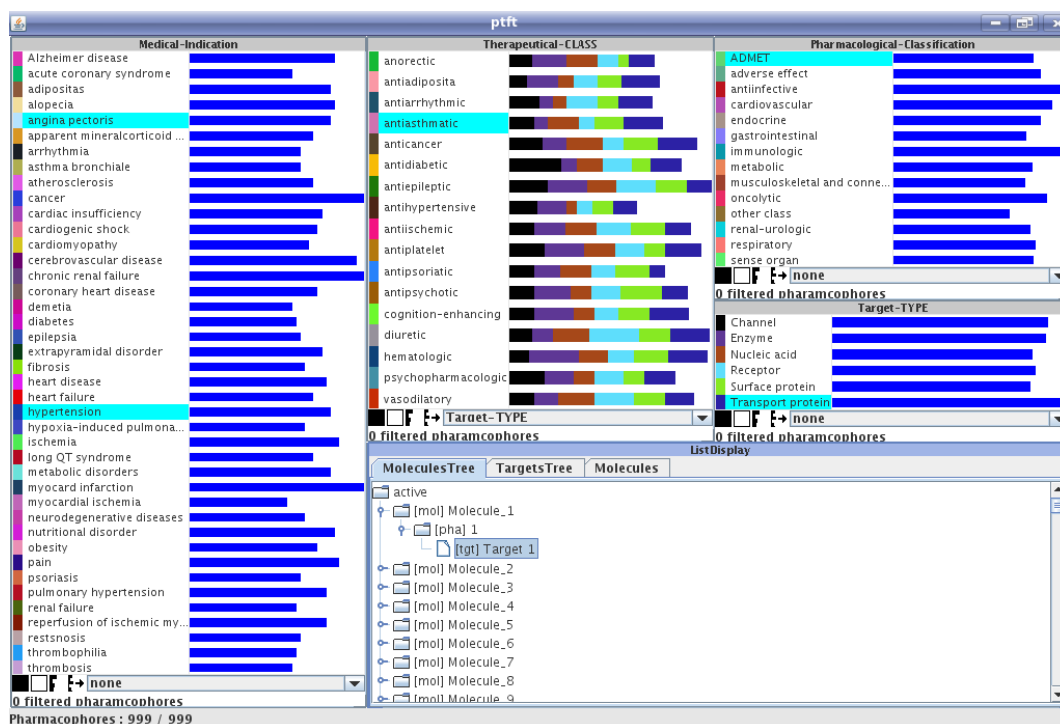 ptft
Medical-Indication
Alzheimer disease
acute coronary syndrome
adipositas
alopecia
angina pectoris
apparent mineralcorticoid ...
arrhythmia
asthma bronchiale
atherosclerosis
cancer
cardiac insufficiency
cardiogenic shock
cardiomyopathy
cerebrovascular disease
chronic renal failure
coronary heart disease
demetia
diabetes
epilepsia
extrapyramidal disorder
fibrosis
heart disease
heart failure
hypertension
hypoxia-induced pulmona...
ischemia
long QT syndrome
metabolic disorders
myocard infarction
myocardial ischemia
neurodegenerative diseases
nutritional disorder
obesity
pain
psoriasis
pulmonary hypertension
renal failure
reperfusion of ischemic my...
restsnosis
thrombophilia
thrombosis
none
0 filtered pharamcophores
Therapeutical-CLASS
anorectic
antiadiposita
antiarrhythmic
antiasthmatic
anticancer
antidiabetic
antiepileptic
antihypertensive
antiischemic
antiplatelet
antipsoriatic
antipsychotic
cognition-enhancing
diuretic
hematologic
psychopharmacologic
vasodilatory
Target-TYPE
0 filtered pharamcophores
Pharmacological-Classification
ADMET
adverse effect
antiinfective
cardiovascular
endocrine
gastrointestinal
immunologic
metabolic
musculoskeletal and conne...
oncolytic
other class
renal-urologic
respiratory
sense organ
none
0 filtered pharamcophores
Target-TYPE
Channel
Enzyme
Nucleic acid
Receptor
Surface protein
Transport protein
none
0 filtered pharamcophores
ListDisplay
MoleculesTree TargetsTree Molecules
active
[mol] Molecule_1
[pha] 1
[tgt] Target 1
[mol] Molecule_2
[mol] Molecule_3
[mol] Molecule_4
[mol] Molecule_5
[mol] Molecule_6
[mol] Molecule_7
[mol] Molecule_8
[mol] Molecule_9
Pharmacophores : 999 / 999